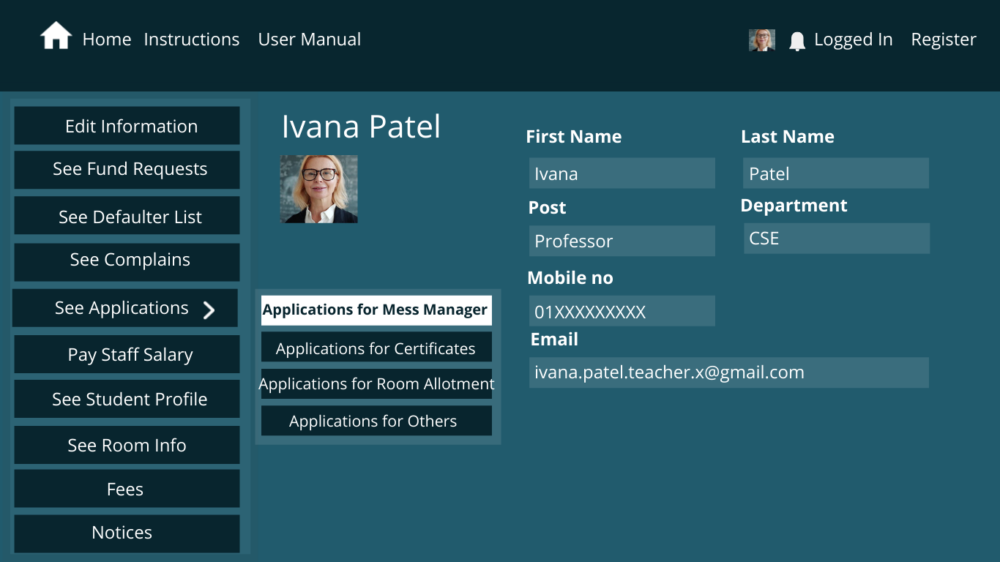 Home Instructions User Manual Logged In Register
Edit Information
See Fund Requests
See Defaulter List
See Complains
See Applications
Pay Staff Salary
See Student Profile
See Room Info
Fees
Notices
Ivana Patel
Applications for Mess Manager
Applications for Certificates
Applications for Room Allotment
Applications for Others
First Name
Ivana
Last Name
Patel
Post
Professor
Department
CSE
Mobile no
01XXXXXXXXX
Email
ivana.patel.teacher.x@gmail.com